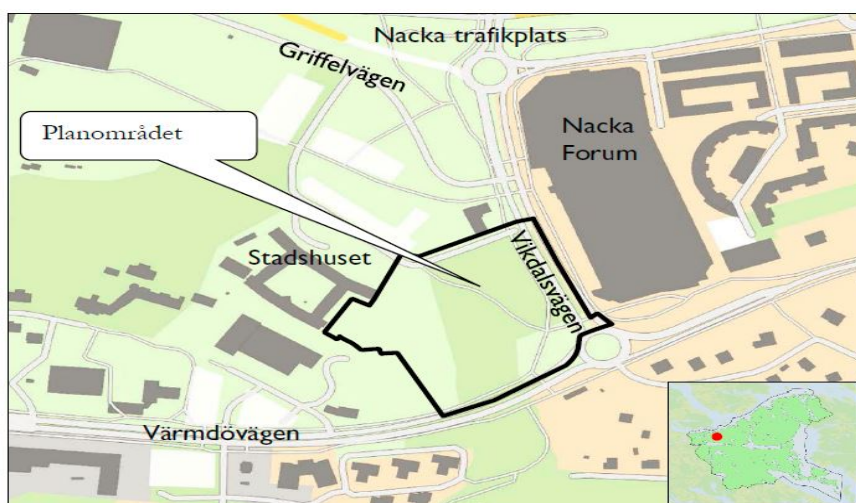 Nacka trafikplats
Griffelvägen
Planområdet
Nacka
Forum
Stadshuset
Vikdalsvägen
Värmdövägen